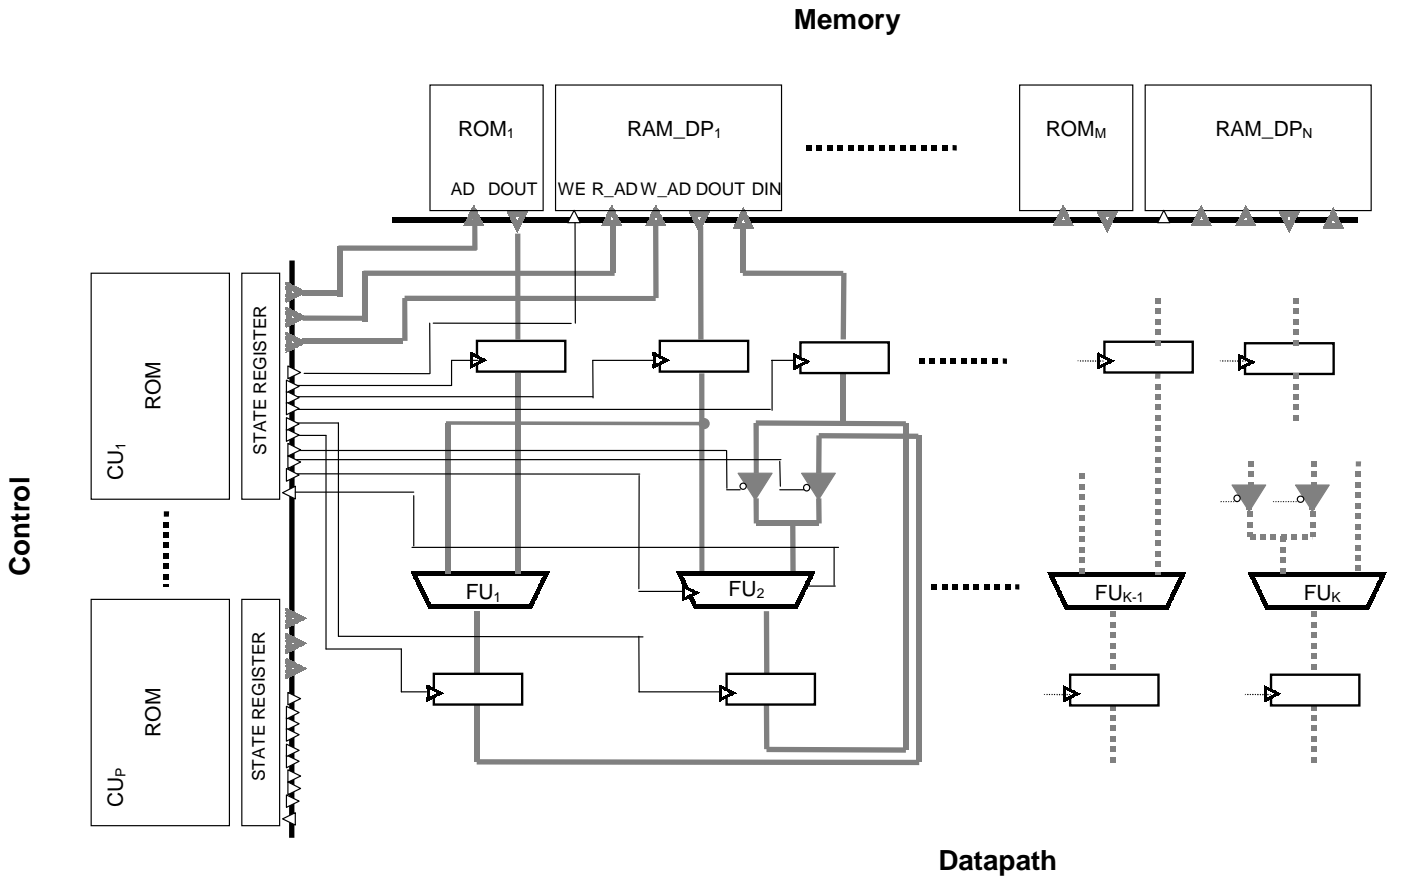 Memory
ROM1
RAM_DP1
ROMM
RAM_DPN
AD DOUT
WE R_AD W_AD DOUT DIN
Control
CU1
ROM
STATE REGISTER
FU1
FU2
FUK-1
FUK
CUP
ROM
STATE REGISTER
Datapath